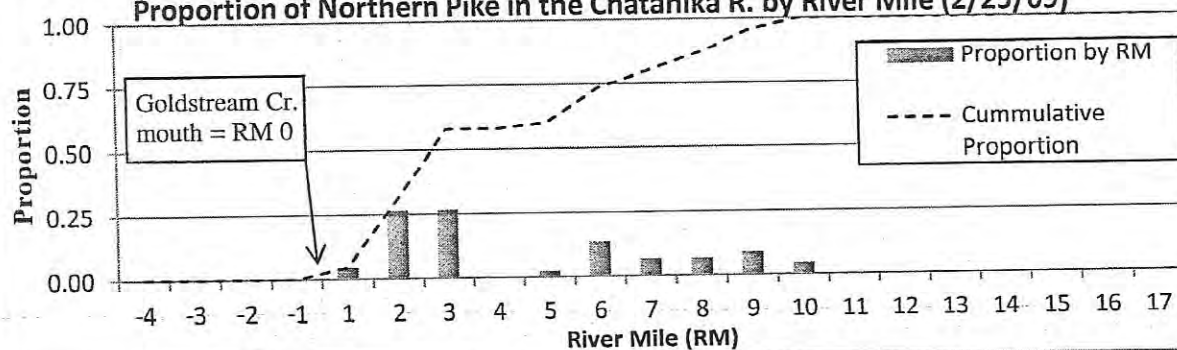 Proportion of Northern Pike in the Chatanika R. by River Mile (2/25/09)
1.00
0.75
0.50
0.25
0.00
Proportion
Goldstream Cr.
mouth = RM 0
Proportion by RM
Cummulative
Proportion
-4 -3 -2 -1 1 2 3 4 5 6 7 8 9 10 11 12 13 14 15 16 17
River Mile (RM)